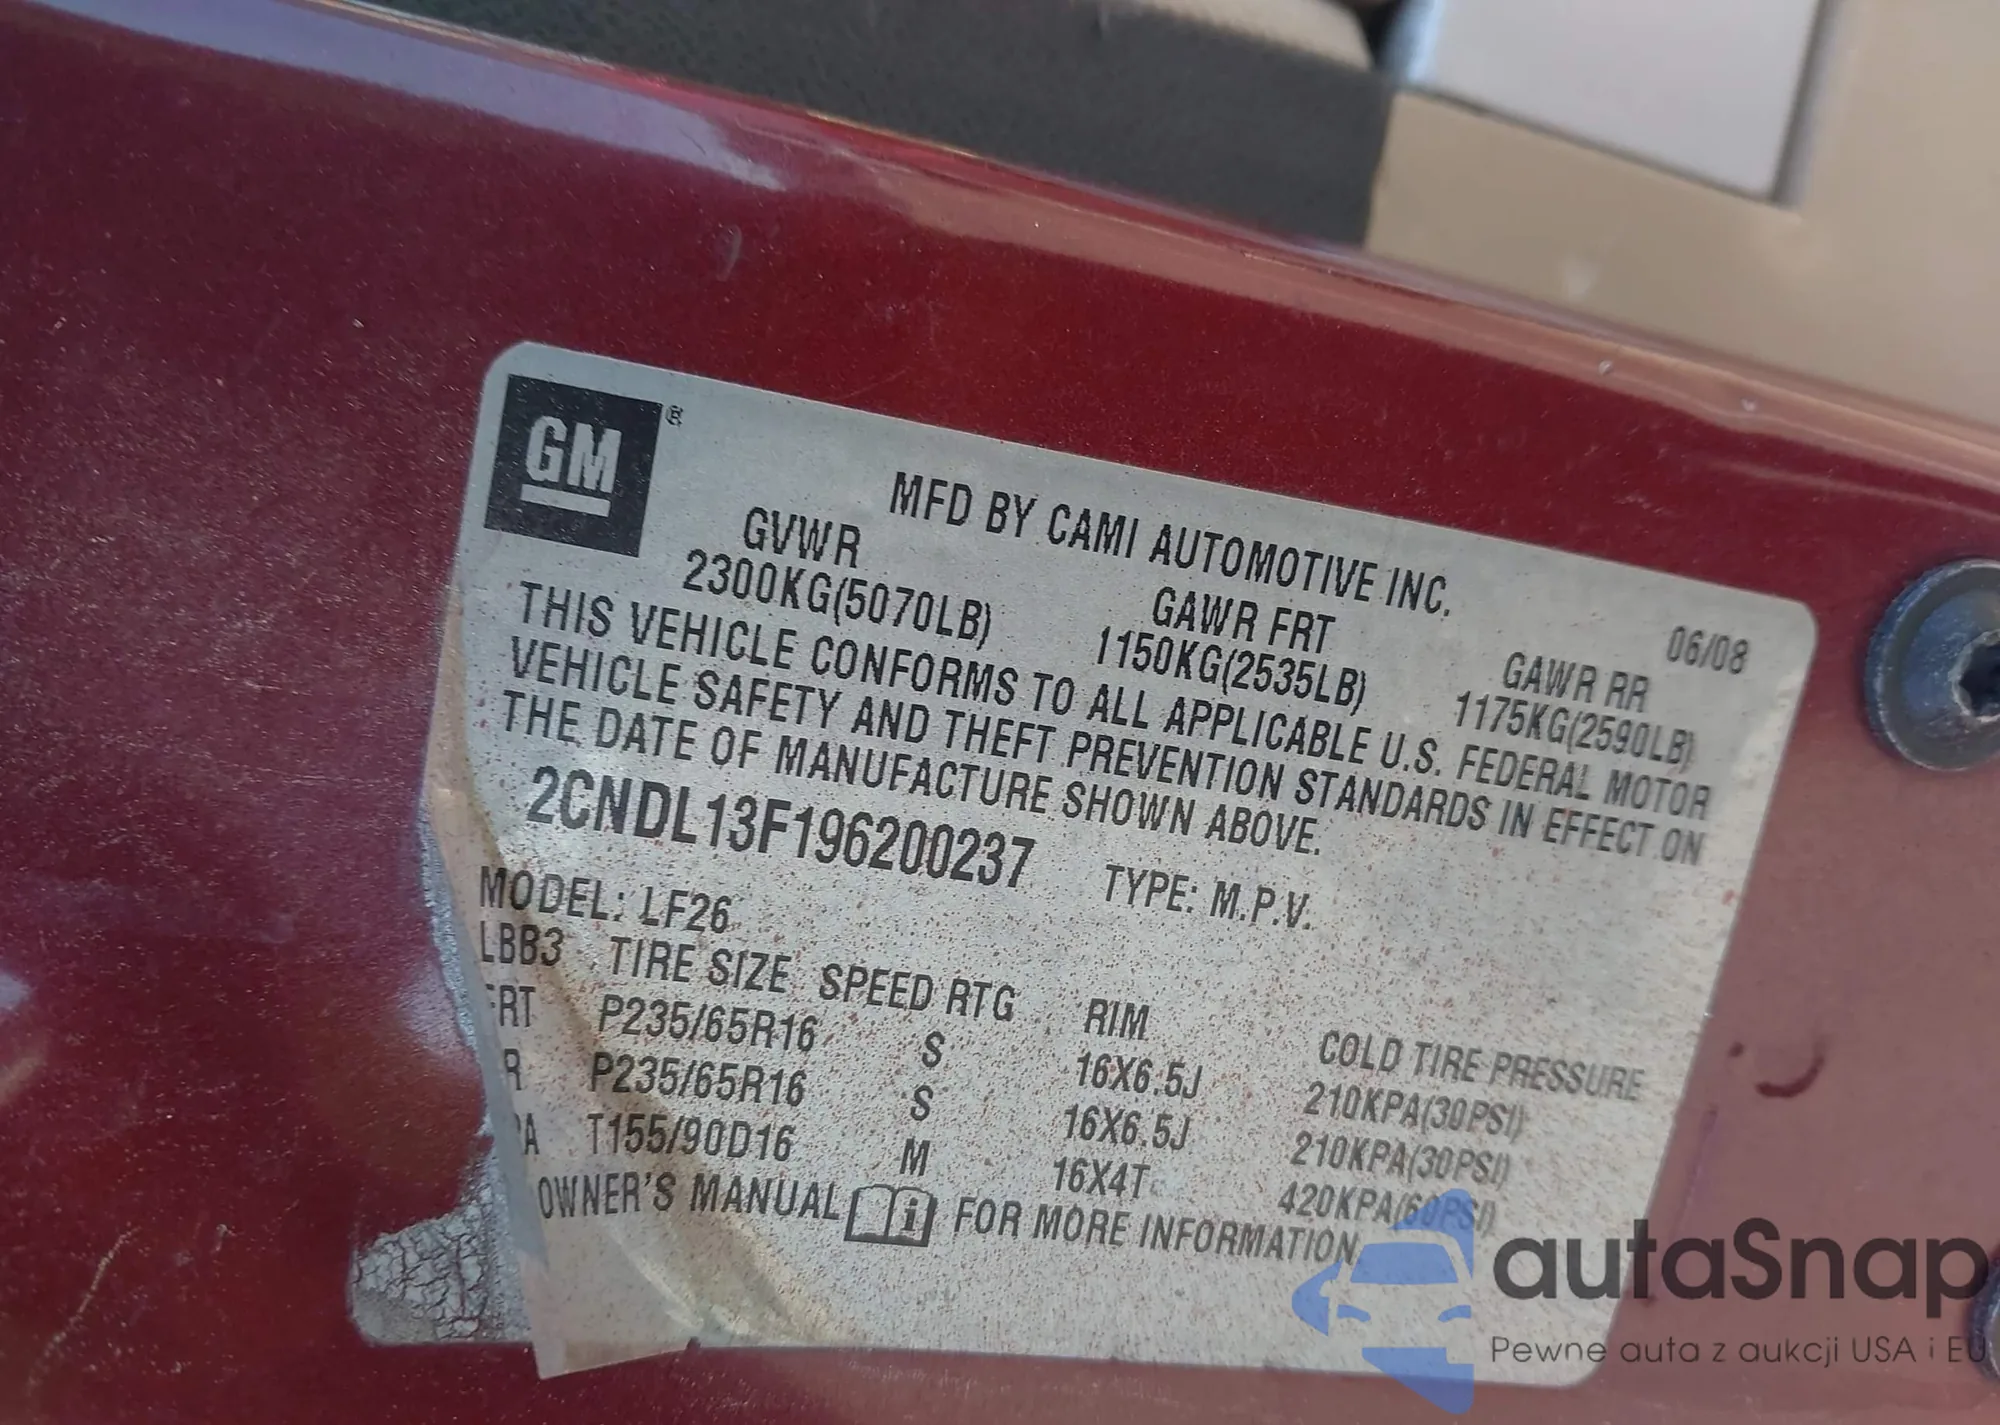 GM®
MFD BY CAMI AUTOMOTIVE INC.
06/08
GVWR GAWR FRT GAWR RR
2300KG(5070LB) 1150KG(2535LB) 1175KG(2590LB)
THIS VEHICLE CONFORMS TO ALL APPLICABLE U.S. FEDERAL MOTOR
VEHICLE SAFETY AND THEFT PREVENTION STANDARDS IN EFFECT ON
THE DATE OF MANUFACTURE SHOWN ABOVE.
2CNDL13F196200237 TYPE: M.P.V.
MODEL: LF26
LBB3 TIRE SIZE SPEED RTG RIM COLD TIRE PRESSURE
FRT P235/65R16 S 16X6.5J 210KPA(30PSI)
R P235/65R16 S 16X6.5J 210KPA(30PSI)
PA T155/90D16 M 16X4T 420KPA(60PSI)
OWNER'S MANUAL i FOR MORE INFORMATION
autaSnap
Pewne auta z aukcji USA i EU